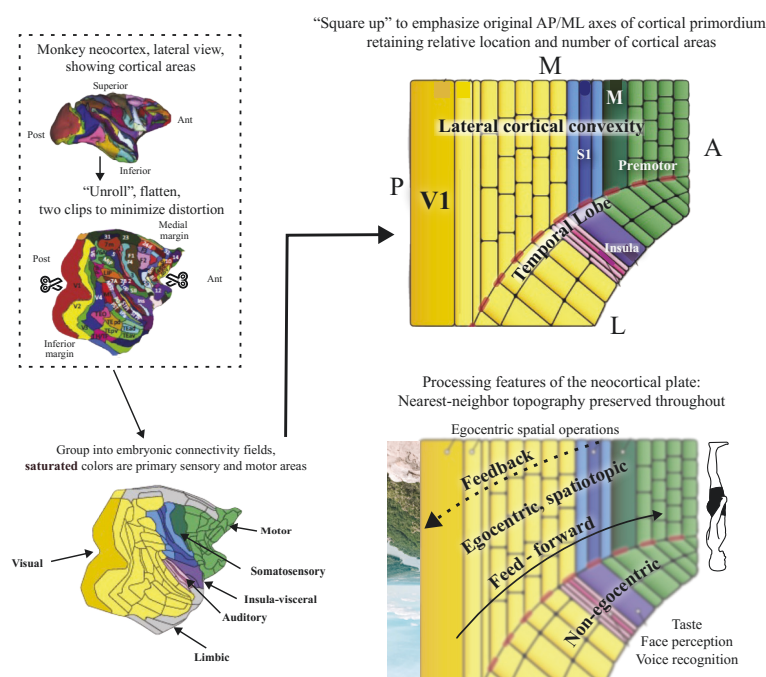 Monkey neocortex, lateral view,
showing cortical areas
Superior
Post
Ant
Inferior
“Unroll”, flatten,
two clips to minimize distortion
Medial
margin
Post
Ant
V1
V2
Inferior
margin
Group into embryonic connectivity fields,
saturated colors are primary sensory and motor areas
Motor
Visual
Somatosensory
Insula-visceral
Auditory
Limbic
“Square up” to emphasize original AP/ML axes of cortical primordium
retaining relative location and number of cortical areas
M
M
Lateral cortical convexity
S1
Premotor
A
P
V1
Temporal Lobe
Insula
L
Processing features of the neocortical plate:
Nearest-neighbor topography preserved throughout
Egocentric spatial operations
Feedback
Egocentric, spatiotopic
Feed - forward
Non-egocentric
Taste
Face perception
Voice recognition